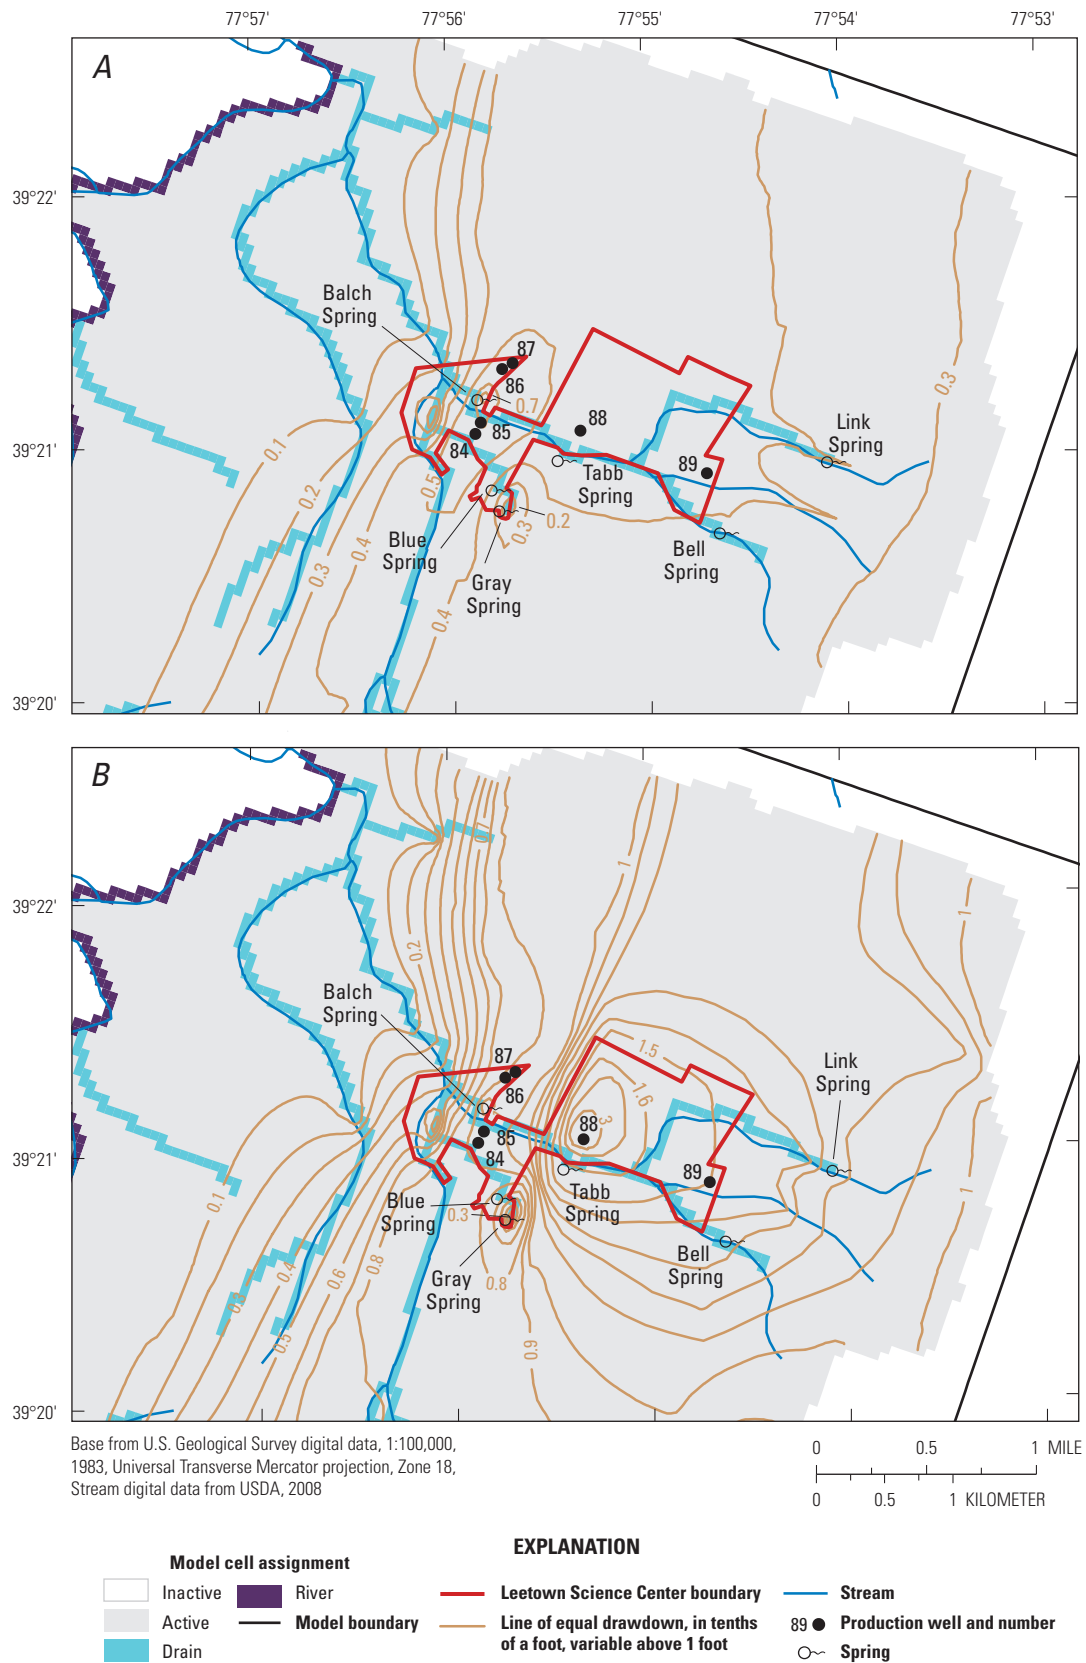 77°57'
77°56'
77°55'
77°54'
77°53'
A
39°22'
Balch
Spring
87
86
0.7
88
85
84
0.3
Link
Spring
39°21'
0.1
0.2
0.5
0.4
0.3
89
Tabb
Spring
0.2
0.3
Blue
Spring
Gray
Spring
Bell
Spring
0.4
39°20'
B
0.7
1
1
39°22'
0.2
Balch
Spring
87
86
1.5
1.6
3
88
Link
Spring
85
84
39°21'
89
0.1
Blue
Spring
0.3
Tabb
Spring
1
Bell
Spring
Gray
Spring
0.8
0.4
0.6
0.8
0.3
0.5
0.9
39°20'
Base from U.S. Geological Survey digital data, 1:100,000,
1983, Universal Transverse Mercator projection, Zone 18,
Stream digital data from USDA, 2008
0 0.5 1 MILE
0 0.5 1 KILOMETER
EXPLANATION
Model cell assignment
Inactive
Active
Drain
River
Model boundary
Leetown Science Center boundary
Line of equal drawdown, in tenths
of a foot, variable above 1 foot
Stream
89 Production well and number
Spring